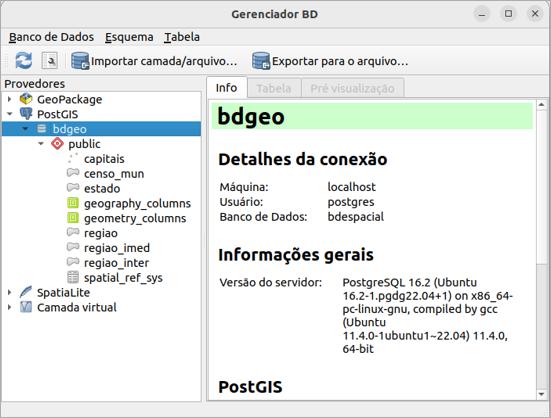 Gerenciador BD
Banco de Dados Esquema Tabela
Importar camada/arquivo... Exportar para o arquivo...
Provedores
GeoPackage
PostGIS
bdgeo
public
capitais
censo_mun
estado
geography_columns
geometry_columns
regiao
regiao_imed
regiao_inter
spatial_ref_sys
SpatiaLite
Camada virtual
Info Tabela Pré visualização
bdgeo
Detalhes da conexão
Máquina: localhost
Usuário: postgres
Banco de Dados: bdespacial
Informações gerais
Versão do servidor: PostgreSQL 16.2 (Ubuntu
16.2-1.pgdg22.04+1) on x86_64-
pc-linux-gnu, compiled by gcc
(Ubuntu
11.4.0-1ubuntu1~22.04) 11.4.0,
64-bit
PostGIS